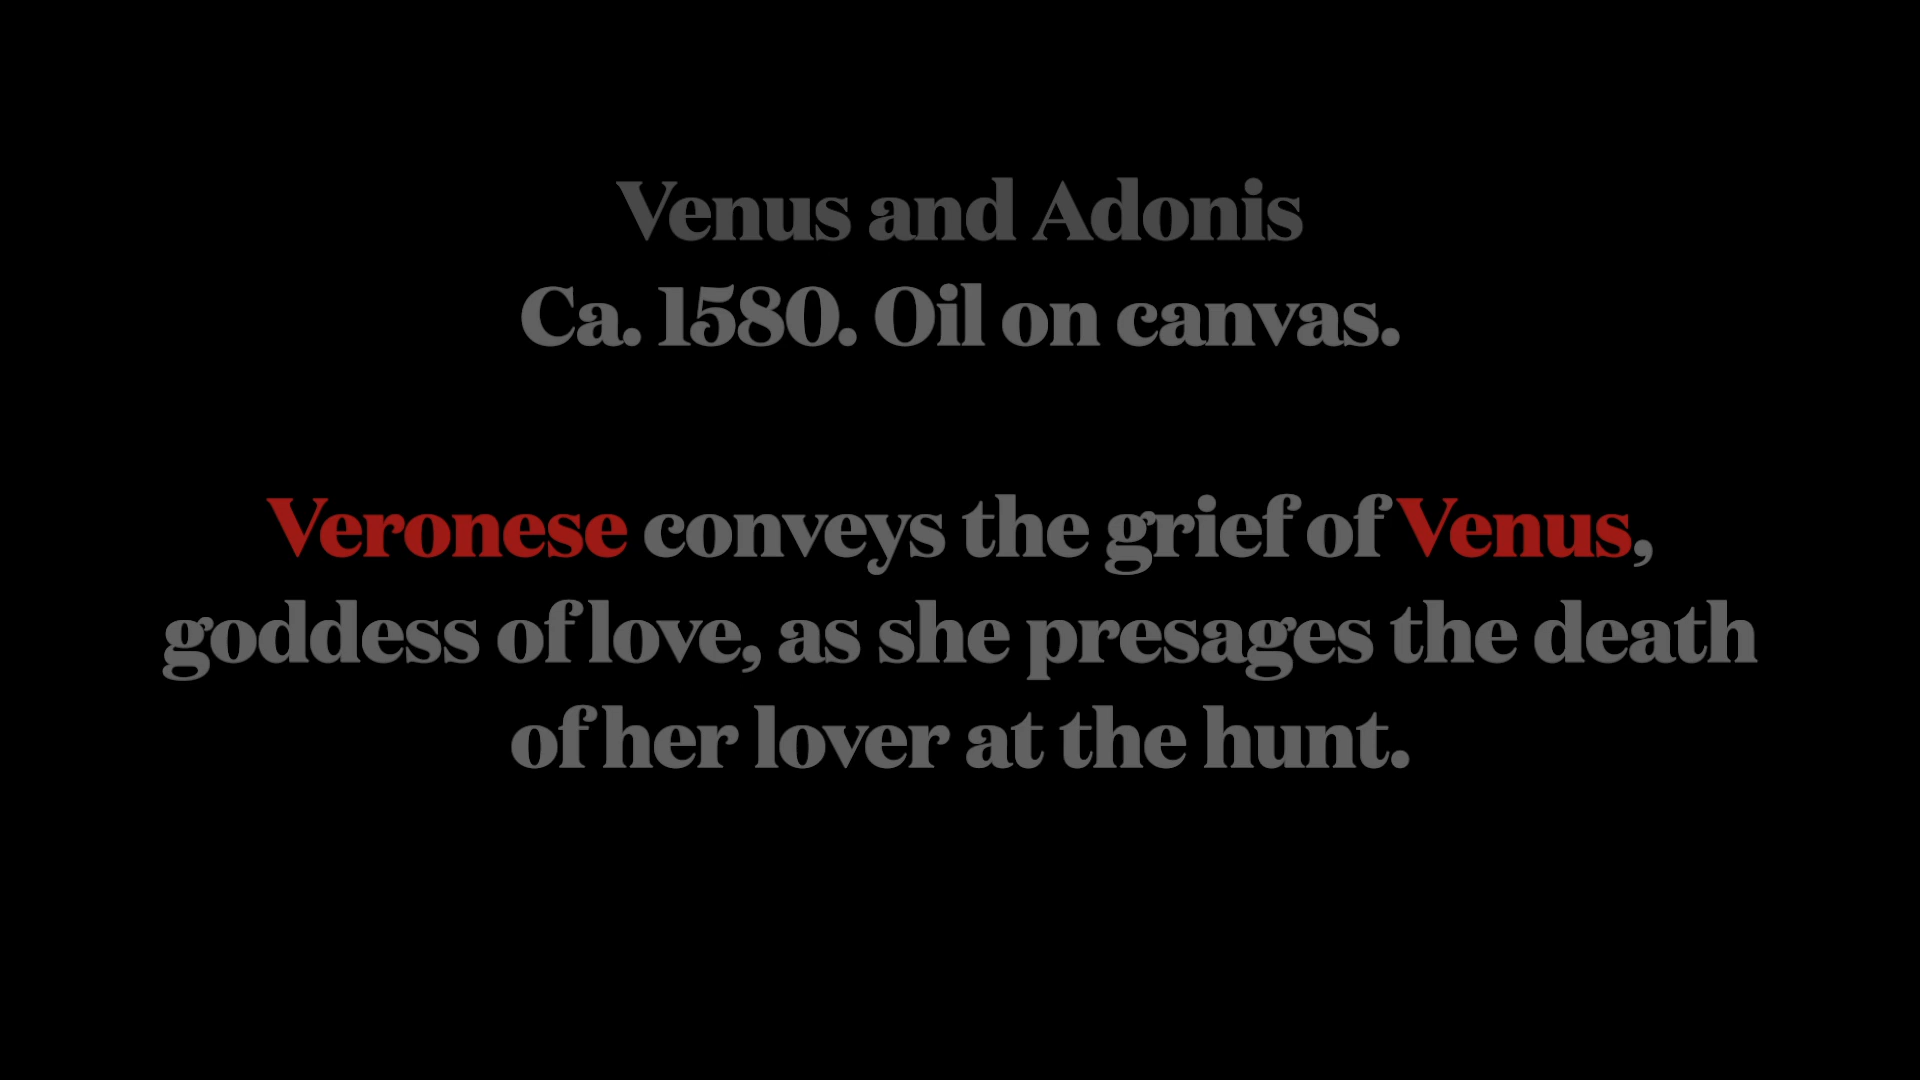 Venus and Adonis
Ca. 1580. Oil on canvas.
Veronese conveys the grief of Venus,
goddess of love, as she presages the death
of her lover at the hunt.